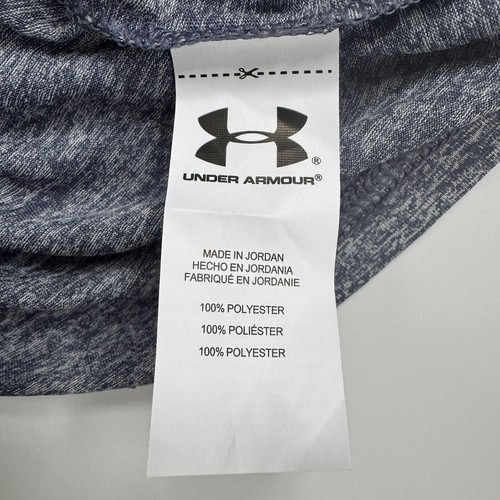 ®
UNDER ARMOUR®
MADE IN JORDAN
HECHO EN JORDANIA
FABRIQUÉ EN JORDANIE
100% POLYESTER
100% POLIÉSTER
100% POLYESTER